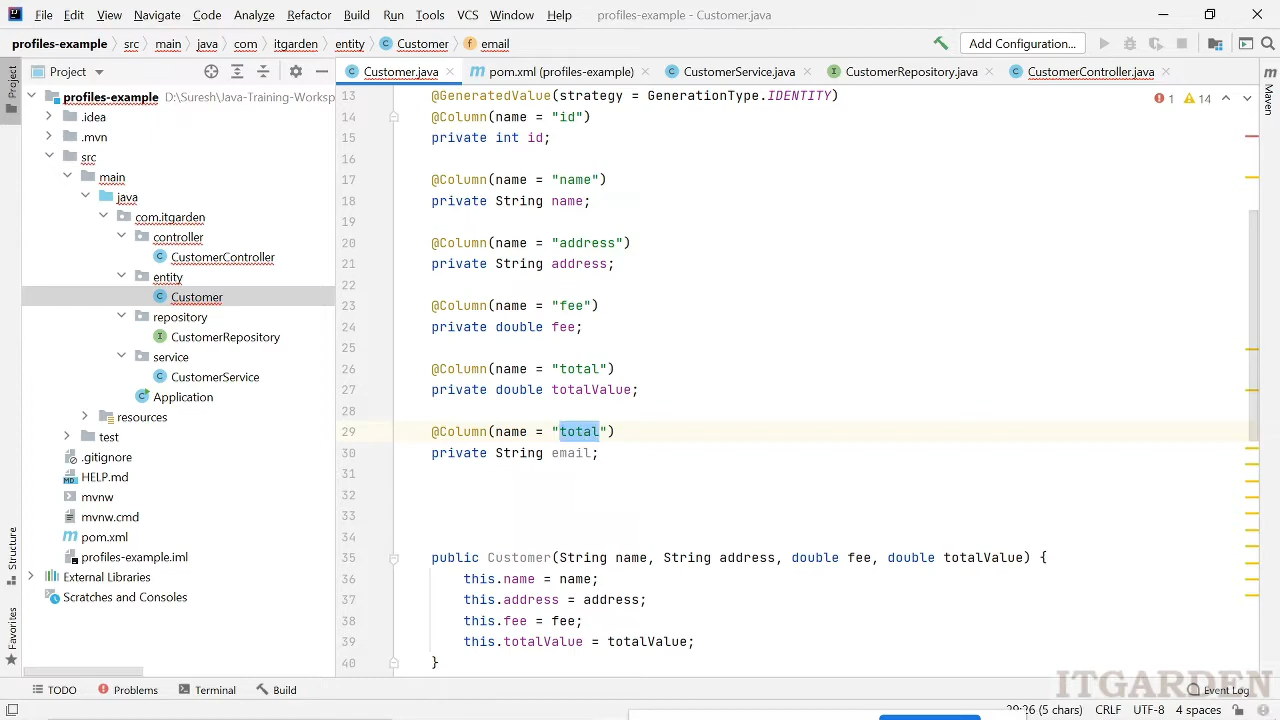 File Edit View Navigate Code Analyze Refactor Build Run Tools VCS Window Help profiles-example - Customer.java
profiles-example src main java com itgarden entity Customer email Add Configuration...
Project Customer.java pom.xml (profiles-example) CustomerService.java CustomerRepository.java CustomerController.java
Project
Maven
Structure
Favorites
profiles-example D:\Suresh\Java-Training-Worksp
.idea
.mvn
src
main
java
com.itgarden
controller
CustomerController
entity
Customer
repository
CustomerRepository
service
CustomerService
Application
resources
test
.gitignore
HELP.md
mvnw
mvnw.cmd
pom.xml
profiles-example.iml
External Libraries
Scratches and Consoles
1 14
13 @GeneratedValue(strategy = GenerationType.IDENTITY)
14 @Column(name = "id")
15 private int id;
16
17 @Column(name = "name")
18 private String name;
19
20 @Column(name = "address")
21 private String address;
22
23 @Column(name = "fee")
24 private double fee;
25
26 @Column(name = "total")
27 private double totalValue;
28
29 @Column(name = "total")
30 private String email;
31
32
33
34
35 public Customer(String name, String address, double fee, double totalValue) {
36 this.name = name;
37 this.address = address;
38 this.fee = fee;
39 this.totalValue = totalValue;
40 }
TODO Problems Terminal Build Event Log
ITGARDEN
29:26 (5 chars) CRLF UTF-8 4 spaces